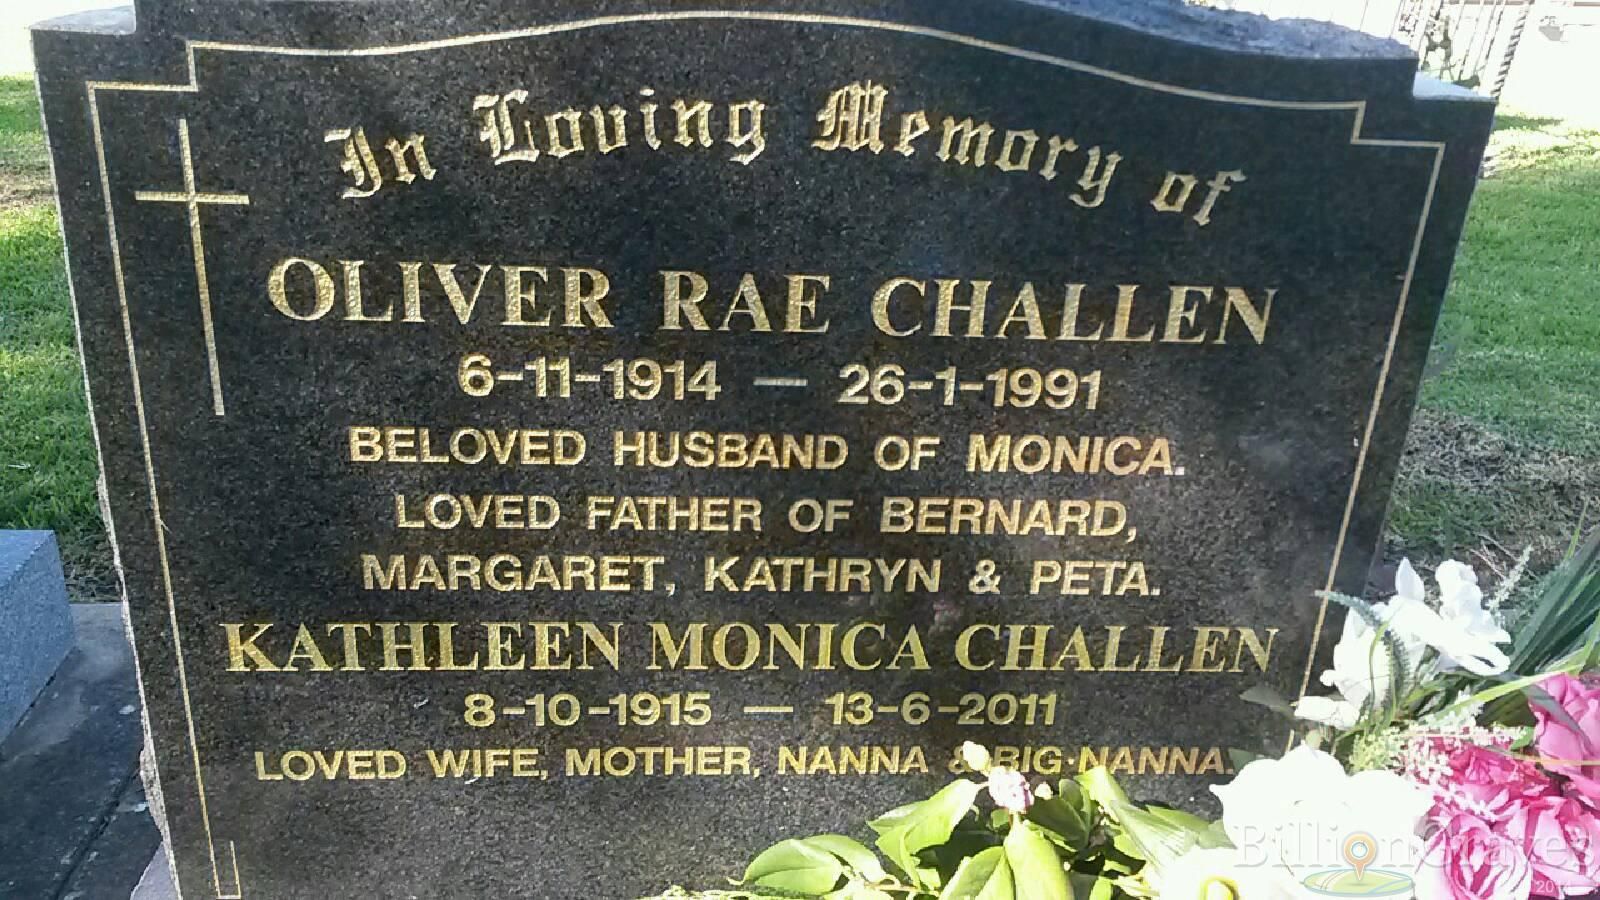 In Loving Memory of
OLIVER RAE CHALLEN
6-11-1914 — 26-1-1991
BELOVED HUSBAND OF MONICA.
LOVED FATHER OF BERNARD,
MARGARET, KATHRYN & PETA.
KATHLEEN MONICA CHALLEN
8-10-1915 — 13-6-2011
LOVED WIFE, MOTHER, NANNA & BIG·NANNA.
BillionGraves